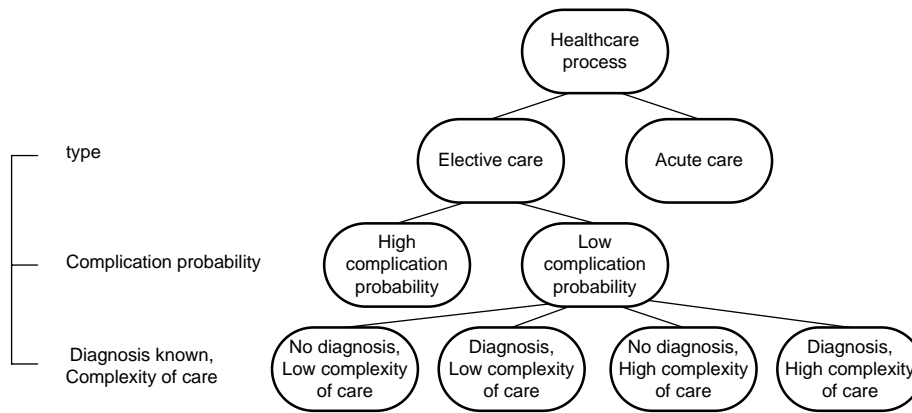 Healthcare
process
type
Elective care
Acute care
Complication probability
High
complication
probability
Low
complication
probability
Diagnosis known,
Complexity of care
No diagnosis,
Low complexity
of care
Diagnosis,
Low complexity
of care
No diagnosis,
High complexity
of care
Diagnosis,
High complexity
of care